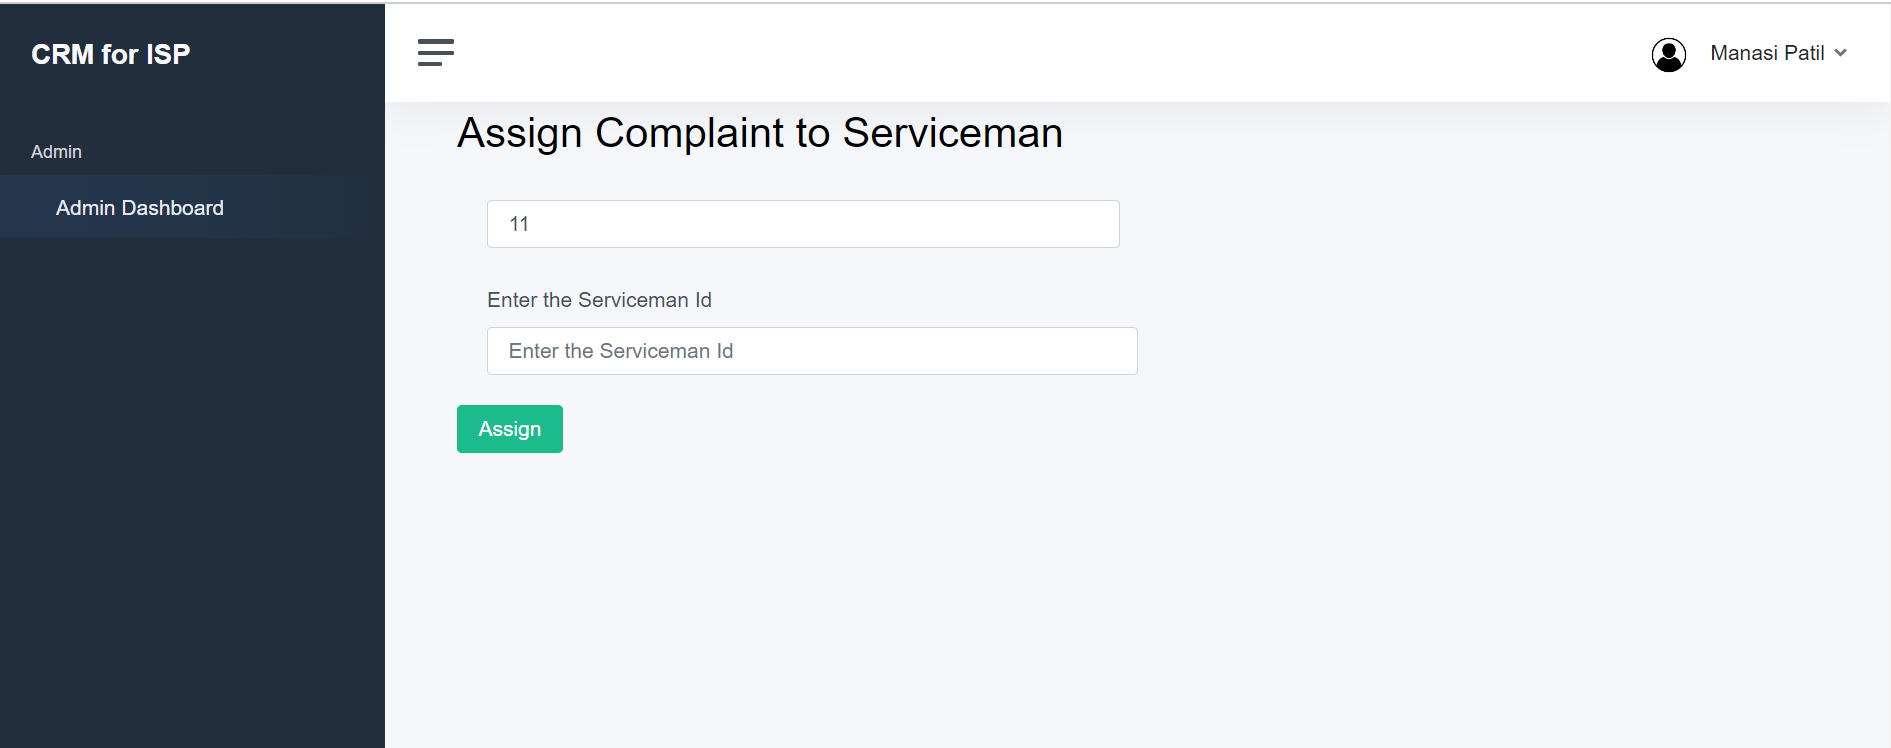 CRM for ISP
Manasi Patil
Admin
Admin Dashboard
Assign Complaint to Serviceman
11
Enter the Serviceman Id
Enter the Serviceman Id
Assign